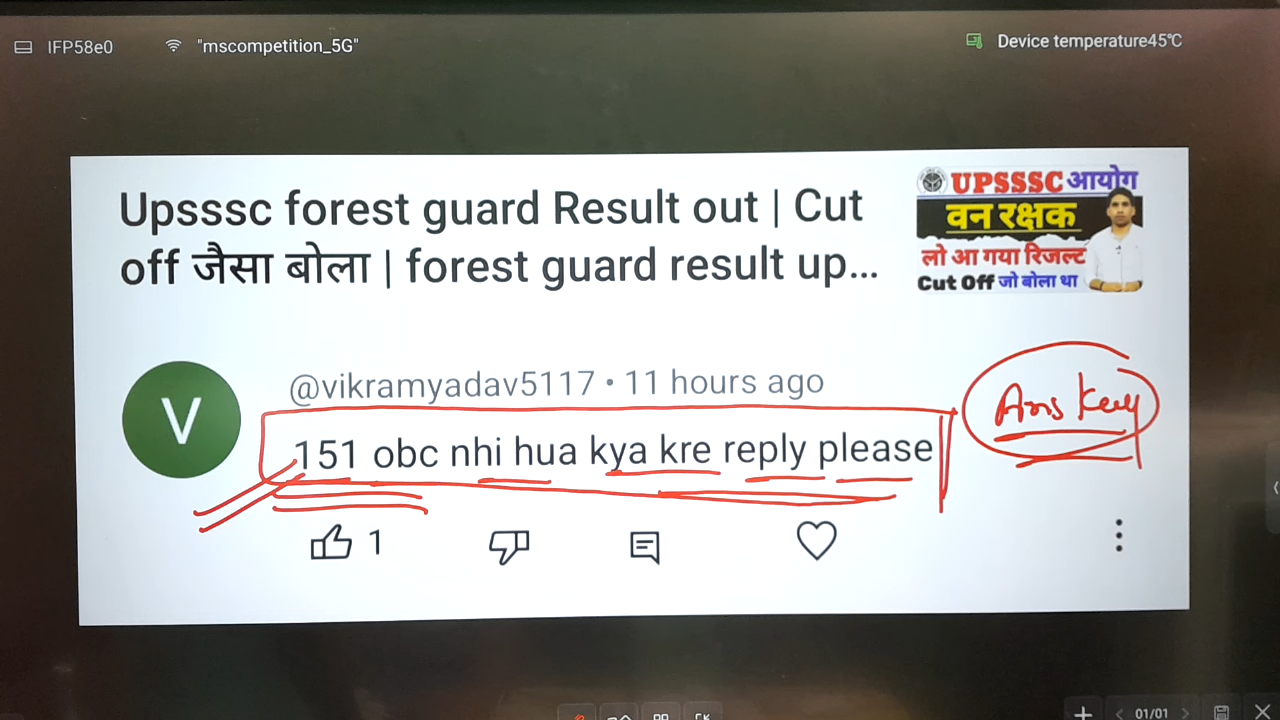 IFP58e0
"mscompetition_5G"
Device temperature45℃
Upsssc forest guard Result out | Cut
off जैसा बोला | forest guard result up...
UPSSSC आयोग
वन रक्षक
लो आ गया रिजल्ट
Cut Off जो बोला था
V
@vikramyadav5117 • 11 hours ago
Ans Key
151 obc nhi hua kya kre reply please
1
01/01